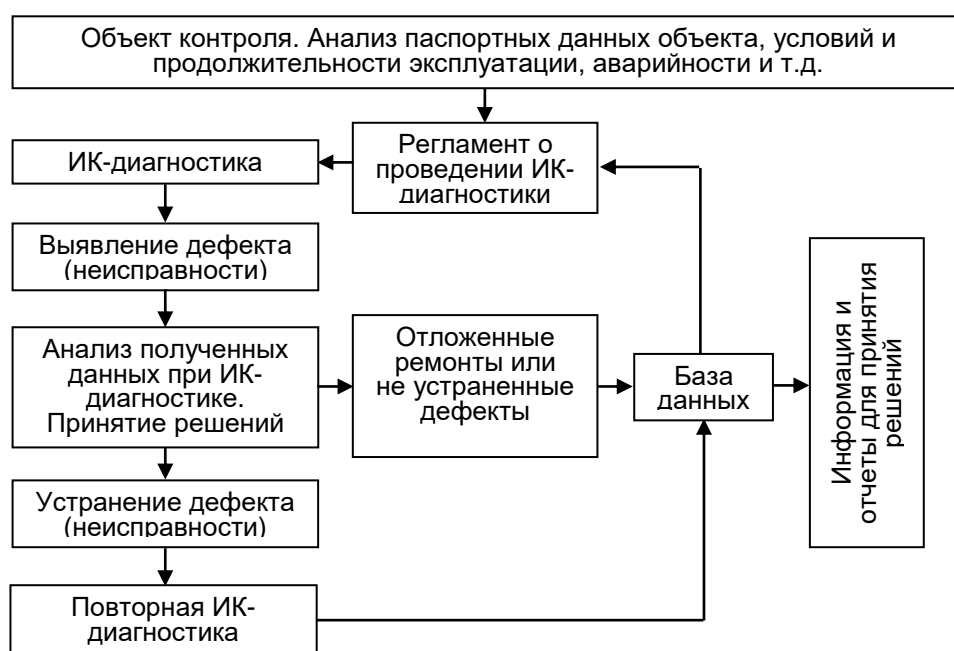 Объект контроля. Анализ паспортных данных объекта, условий и
продолжительности эксплуатации, аварийности и т.д.
Регламент о
проведении ИК-
диагностики
ИК-диагностика
Выявление дефекта
(неисправности)
Анализ полученных
данных при ИК-
диагностике.
Принятие решений
Отложенные
ремонты или
не устраненные
дефекты
База
данных
Информация и
отчеты для принятия
решений
Устранение дефекта
(неисправности)
Повторная ИК-
диагностика